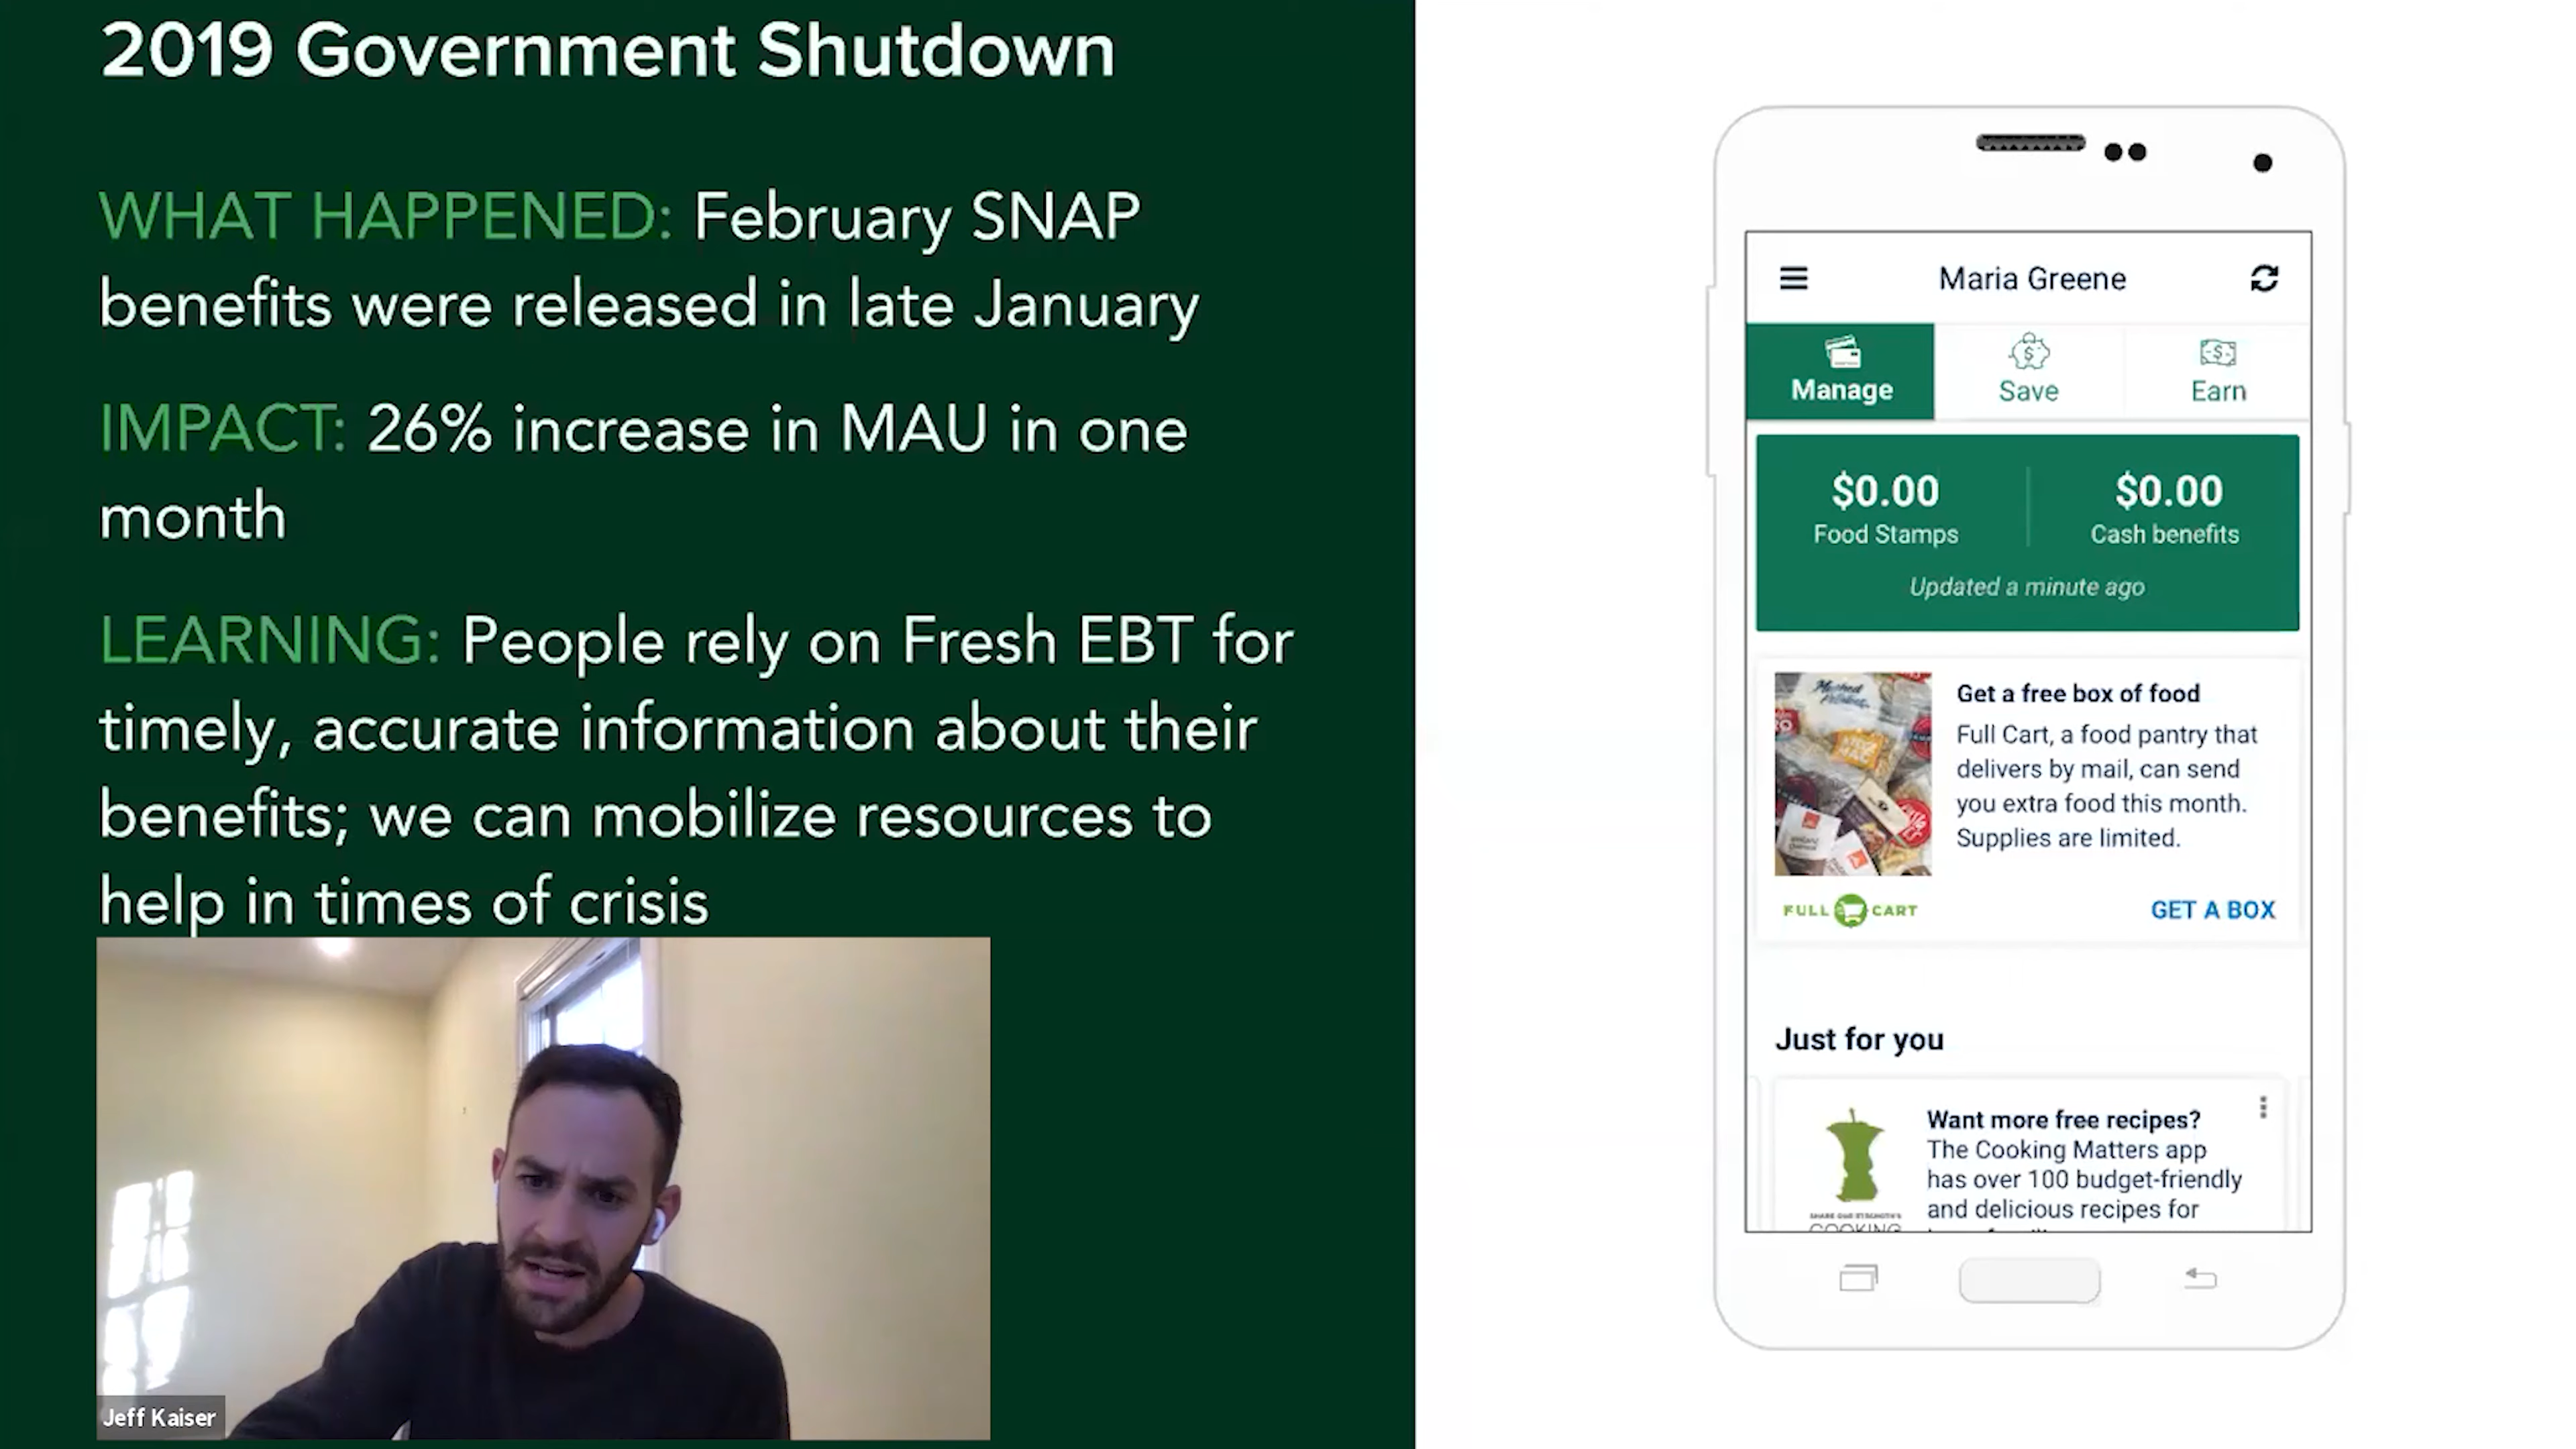 2019 Government Shutdown
WHAT HAPPENED: February SNAP
benefits were released in late January
IMPACT: 26% increase in MAU in one
month
LEARNING: People rely on Fresh EBT for
timely, accurate information about their
benefits; we can mobilize resources to
help in times of crisis
Jeff Kaiser
Maria Greene
Manage
Save
Earn
$0.00
Food Stamps
$0.00
Cash benefits
Updated a minute ago
Get a free box of food
Full Cart, a food pantry that
delivers by mail, can send
you extra food this month.
Supplies are limited.
FULL CART
GET A BOX
Just for you
Want more free recipes?
The Cooking Matters app
has over 100 budget-friendly
and delicious recipes for
SHARE OUR STRENGTH'S
COOKING